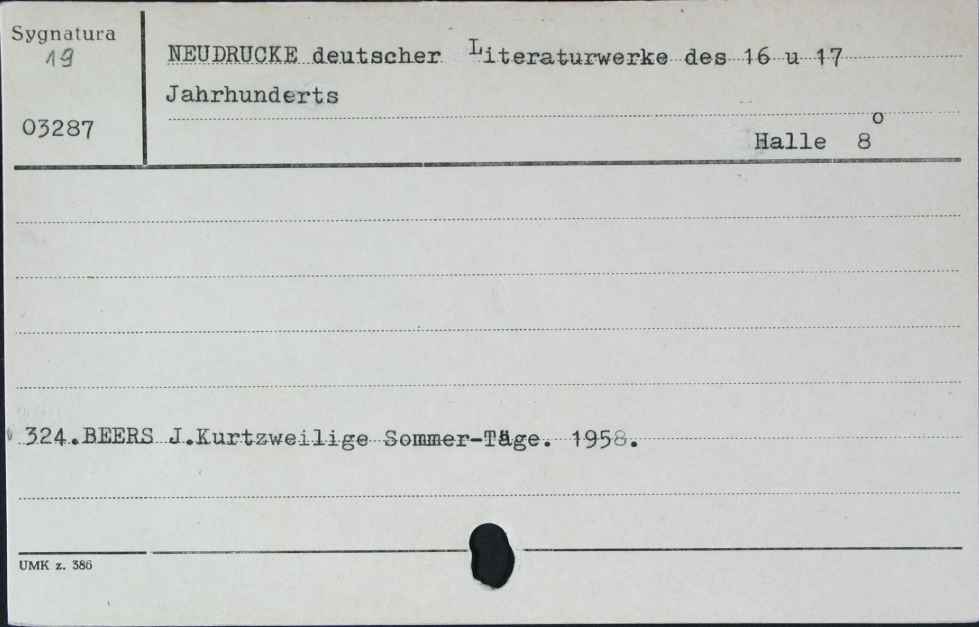 Sygnatura
19
03287
NEUDRUCKE deutscher Literaturwerke des 16 u 17
Jahrhunderts
Halle 8°
324.BEERS J.Kurtzweilige Sommer-Täge. 1958.
UMK z. 386